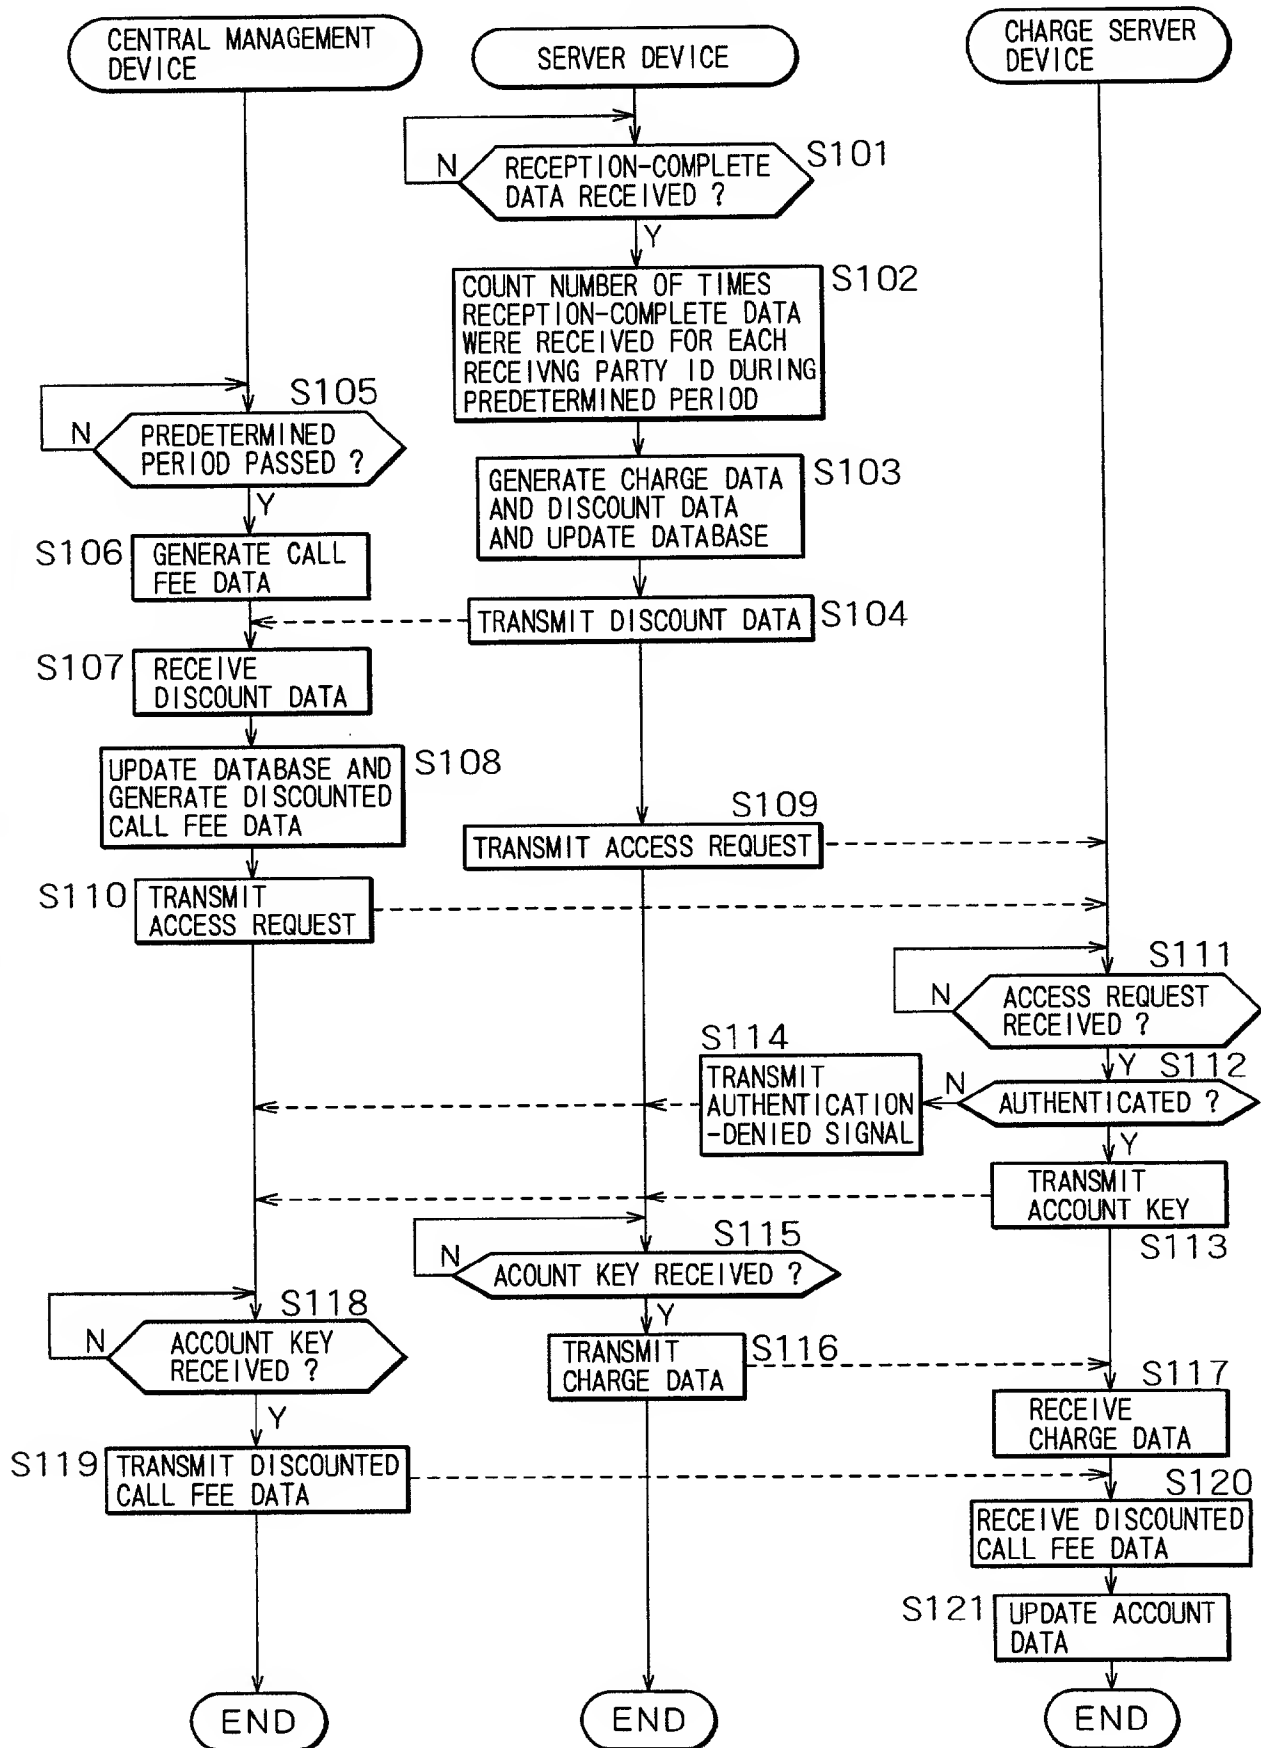 CENTRAL MANAGEMENT
DEVICE
SERVER DEVICE
CHARGE SERVER
DEVICE
N
RECEPTION-COMPLETE
DATA RECEIVED ?
S101
Y
COUNT NUMBER OF TIMES
RECEPTION-COMPLETE DATA
WERE RECEIVED FOR EACH
RECEIVNG PARTY ID DURING
PREDETERMINED PERIOD
S102
S105
N
PREDETERMINED
PERIOD PASSED ?
Y
GENERATE CHARGE DATA
AND DISCOUNT DATA
AND UPDATE DATABASE
S103
S106
GENERATE CALL
FEE DATA
TRANSMIT DISCOUNT DATA
S104
S107
RECEIVE
DISCOUNT DATA
UPDATE DATABASE AND
GENERATE DISCOUNTED
CALL FEE DATA
S108
S109
TRANSMIT ACCESS REQUEST
S110
TRANSMIT
ACCESS REQUEST
S111
N
ACCESS REQUEST
RECEIVED ?
Y
S112
N
AUTHENTICATED ?
S114
TRANSMIT
AUTHENTICATION
-DENIED SIGNAL
Y
TRANSMIT
ACCOUNT KEY
S113
S115
N
ACOUNT KEY RECEIVED ?
Y
S118
N
ACCOUNT KEY
RECEIVED ?
Y
TRANSMIT
CHARGE DATA
S116
S117
RECEIVE
CHARGE DATA
S119
TRANSMIT DISCOUNTED
CALL FEE DATA
S120
RECEIVE DISCOUNTED
CALL FEE DATA
S121
UPDATE ACCOUNT
DATA
END
END
END